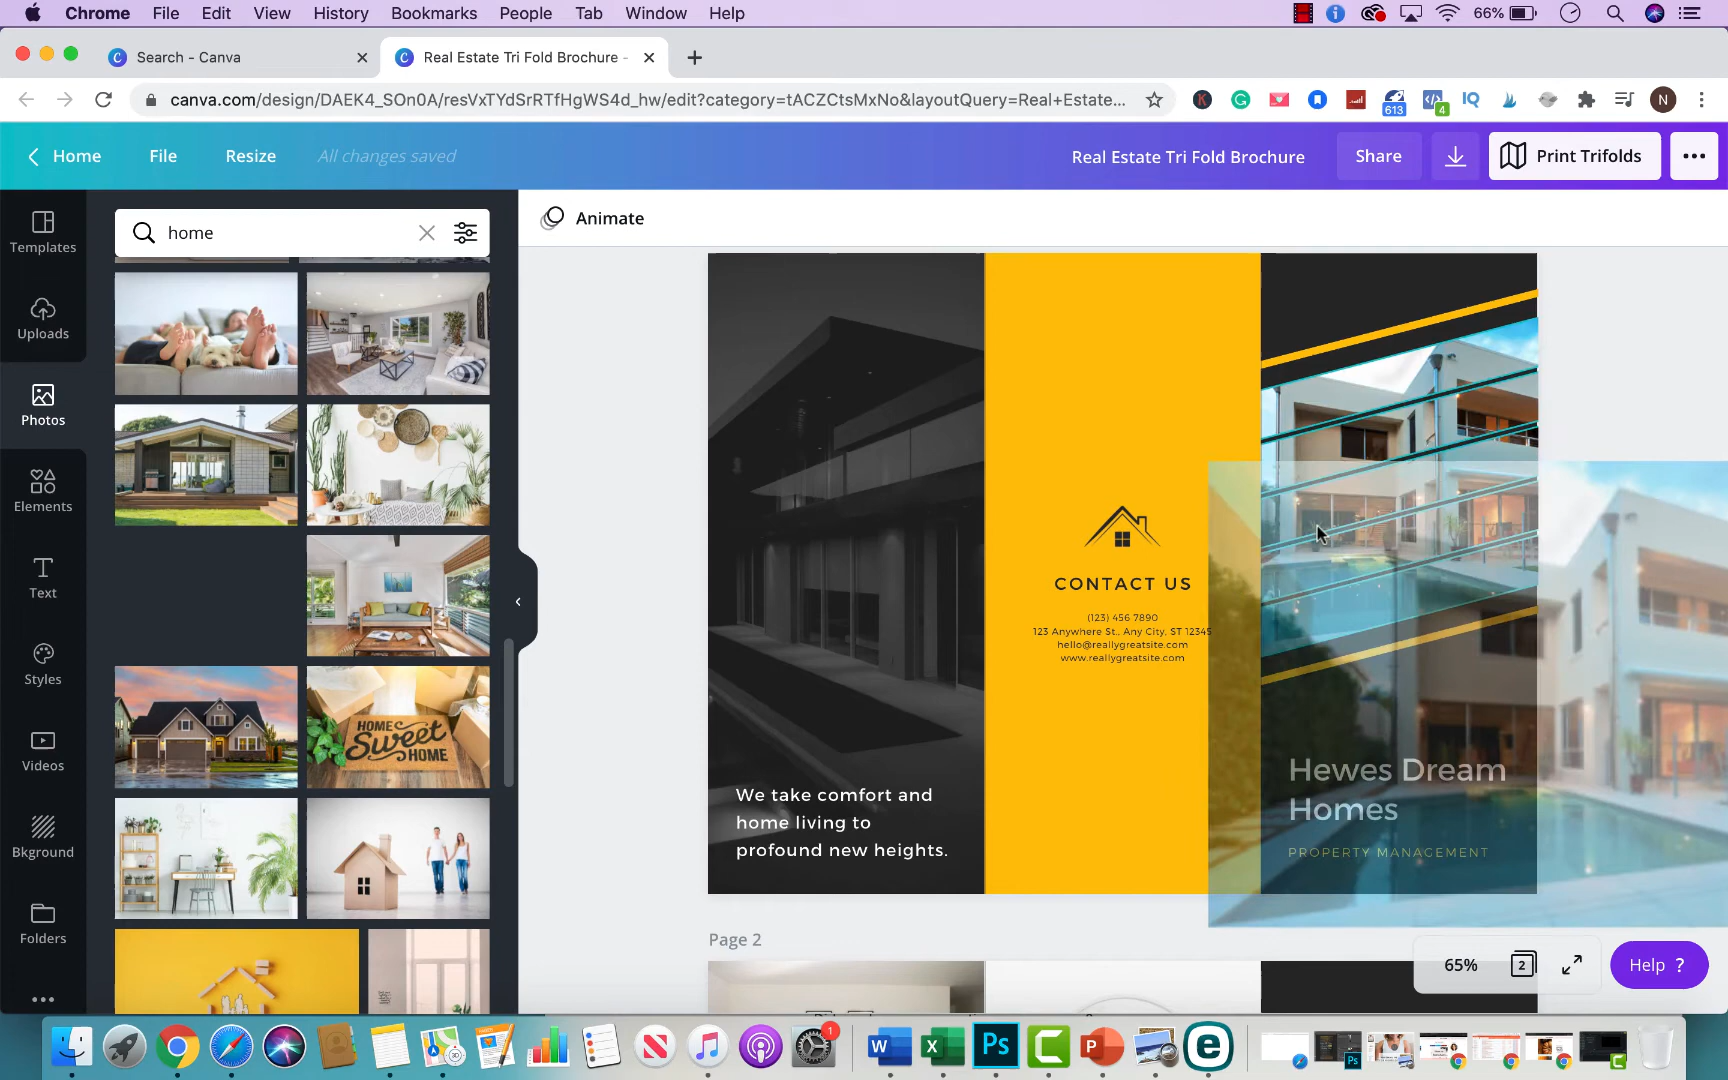 Chrome File Edit View History Bookmarks People Tab Window Help
66%
Search - Canva
Real Estate Tri Fold Brochure -
canva.com/design/DAEK4_SOn0A/resVxTYdSrRTfHgWS4d_hw/edit?category=tACZCtsMxNo&layoutQuery=Real+Estate...
613
4
IQ
N
Home File Resize All changes saved
Real Estate Tri Fold Brochure Share Print Trifolds
Templates
Uploads
Photos
Elements
Text
Styles
Videos
Bkground
Folders
home
HOME
Sweet
HOME
Animate
We take comfort and
home living to
profound new heights.
CONTACT US
(123) 456 7890
123 Anywhere St., Any City, ST 12345
hello@reallygreatsite.com
www.reallygreatsite.com
Hewes Dream
Homes
PROPERTY MANAGEMENT
Page 2
65%
2
Help ?
1
W
X
Ps
C
P
e